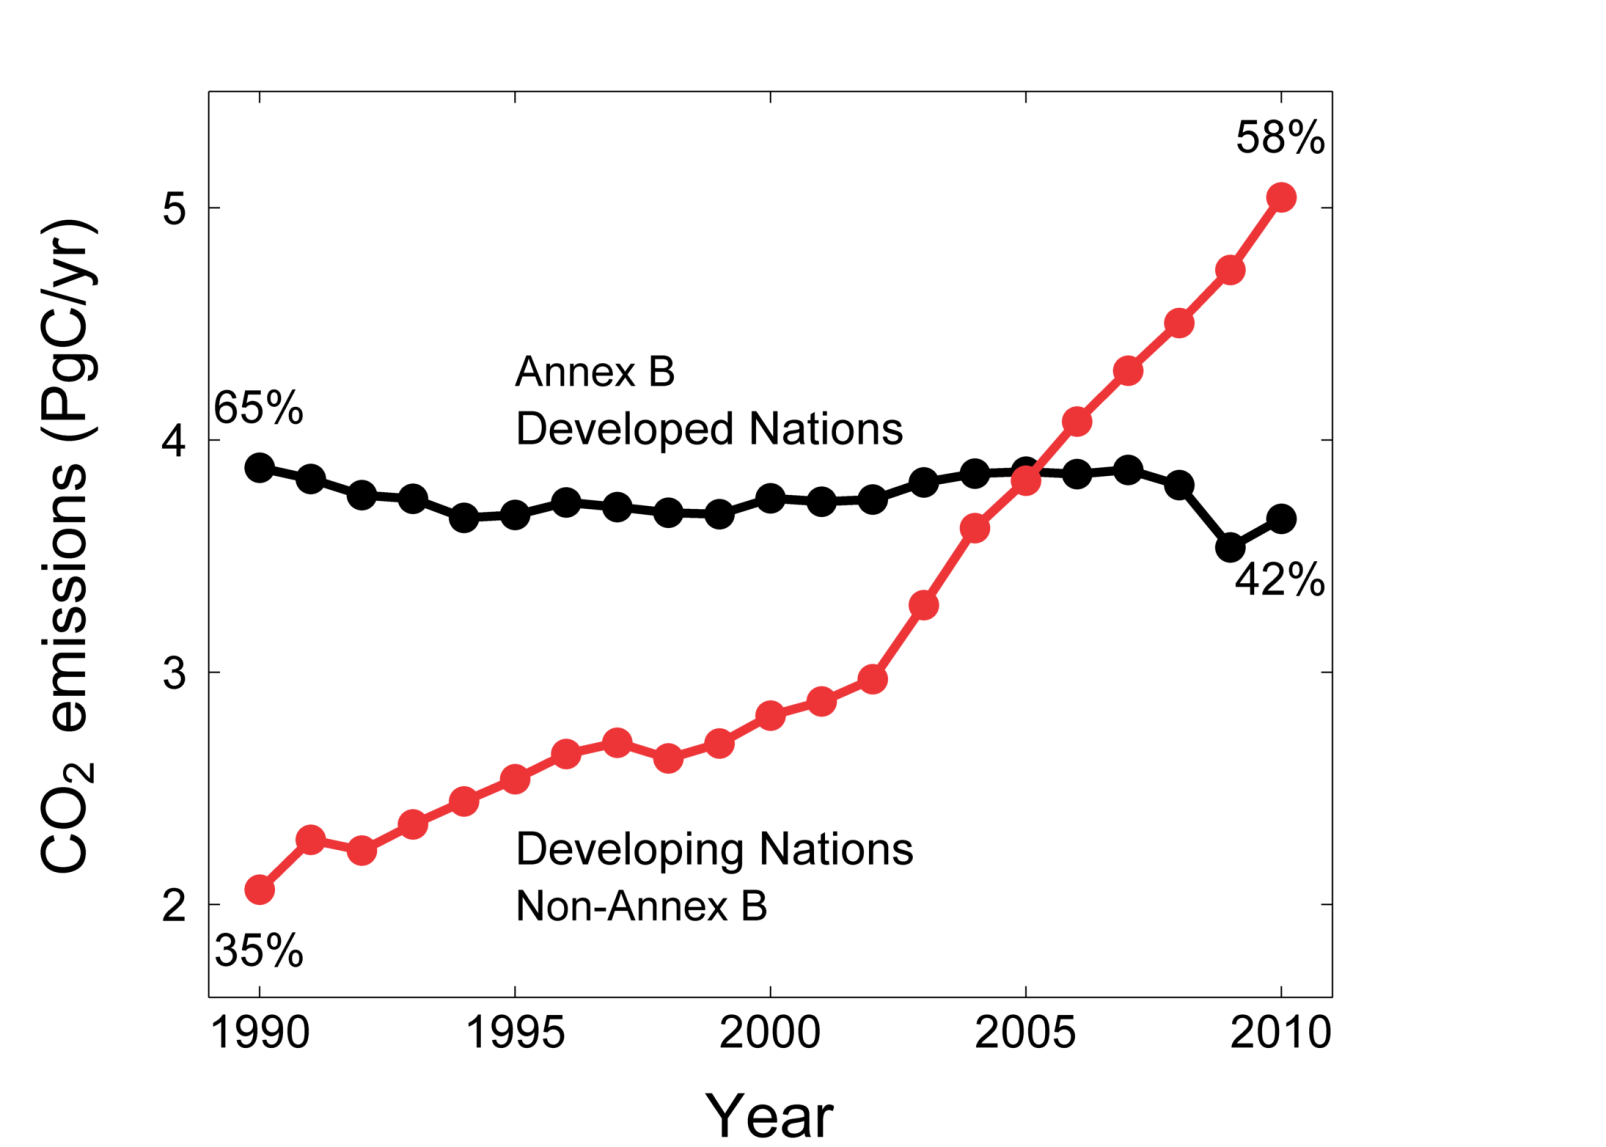 58%
5
Annex B
65%
Developed Nations
4
42%
3
Developing Nations
2
Non-Annex B
35%
1990 1995 2000 2005 2010
Year
CO₂ emissions (PgC/yr)